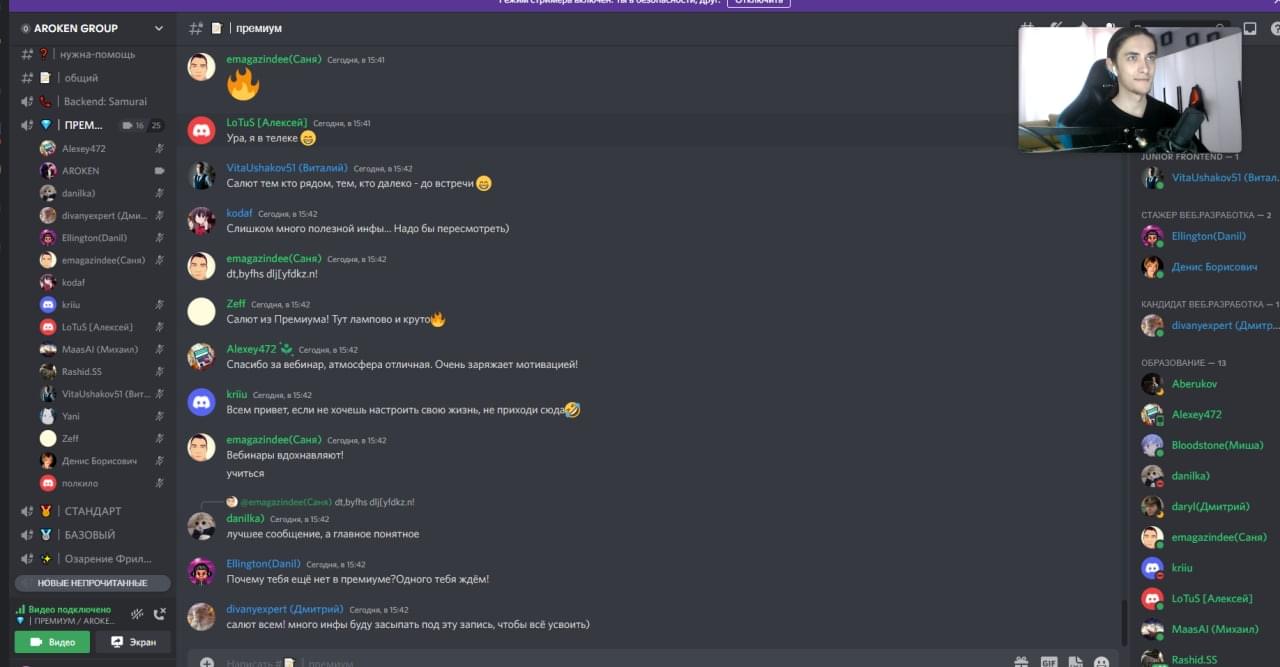 Режим стримера включён. Ты в безопасности, друг. Отключить
AROKEN GROUP
нужна-помощь
общий
Backend: Samurai
ПРЕМ... 16 25
Alexey472
AROKEN
danilka)
divanyexpert (Дми...
Ellington(Danil)
emagazindee(Саня)
kodaf
kriiu
LoTuS [Алексей]
MaasAI (Михаил)
Rashid.SS
VitaUshakov51 (Вит...
Yani
Zeff
Денис Борисович
полкило
СТАНДАРТ
БАЗОВЫЙ
Озарение Фрил...
НОВЫЕ НЕПРОЧИТАННЫЕ
Видео подключено
| ПРЕМИУМ / AROKE...
Видео
Экран
| премиум
emagazindee(Саня) Сегодня, в 15:41
LoTuS [Алексей] Сегодня, в 15:41
Ура, я в телеке
VitaUshakov51 (Виталий) Сегодня, в 15:42
Салют тем кто рядом, тем, кто далеко - до встречи
kodaf Сегодня, в 15:42
Слишком много полезной инфы... Надо бы пересмотреть)
emagazindee(Саня) Сегодня, в 15:42
dt,byfhs dlj[yfdkz.n!
Zeff Сегодня, в 15:42
Салют из Премиума! Тут лампово и круто
Alexey472 Сегодня, в 15:42
Спасибо за вебинар, атмосфера отличная. Очень заряжает мотивацией!
kriiu Сегодня, в 15:42
Всем привет, если не хочешь настроить свою жизнь, не приходи сюда
emagazindee(Саня) Сегодня, в 15:42
Вебинары вдохнавляют!
учиться
@emagazindee(Саня) dt,byfhs dlj[yfdkz.n!
danilka) Сегодня, в 15:42
лучшее сообщение, а главное понятное
Ellington(Danil) Сегодня, в 15:42
Почему тебя ещё нет в премиуме?Одного тебя ждём!
divanyexpert (Дмитрий) Сегодня, в 15:42
салют всем! много инфы буду засыпать под эту запись, чтобы всё усвоить)
Написать # | премиум
GIF
JUNIOR FRONTEND — 1
VitaUshakov51 (Витал...
СТАЖЕР ВЕБ.РАЗРАБОТКА — 2
Ellington(Danil)
Денис Борисович
КАНДИДАТ ВЕБ.РАЗРАБОТКА — 1
divanyexpert (Дмитр...
ОБРАЗОВАНИЕ — 13
Aberukov
Alexey472
Bloodstone(Миша)
danilka)
daryl(Дмитрий)
emagazindee(Саня)
kriiu
LoTuS [Алексей]
MaasAI (Михаил)
Rashid.SS